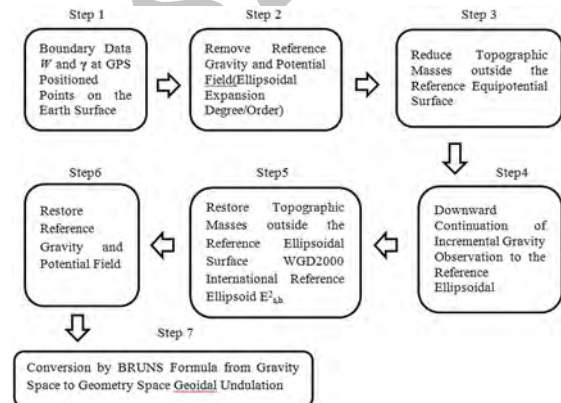 Step 1
Boundary Data
W and γ at GPS
Positioned
Points on the
Earth Surface
Step 2
Remove Reference
Gravity and Potential
Field(Ellipsoidal
Expansion
Degree/Order)
Step 3
Reduce Topographic
Masses outside the
Reference Equipotential
Surface
Step4
Downward
Continuation of
Incremental Gravity
Observation to the
Reference
Ellipsoidal
Step5
Restore Topographic
Masses outside the
Reference Ellipsoidal
Surface WGD2000
International Reference
Ellipsoid E²a,b
Step6
Restore
Reference
Gravity and
Potential Field
Step 7
Conversion by BRUNS Formula from Gravity
Space to Geometry Space Geoidal Undulation